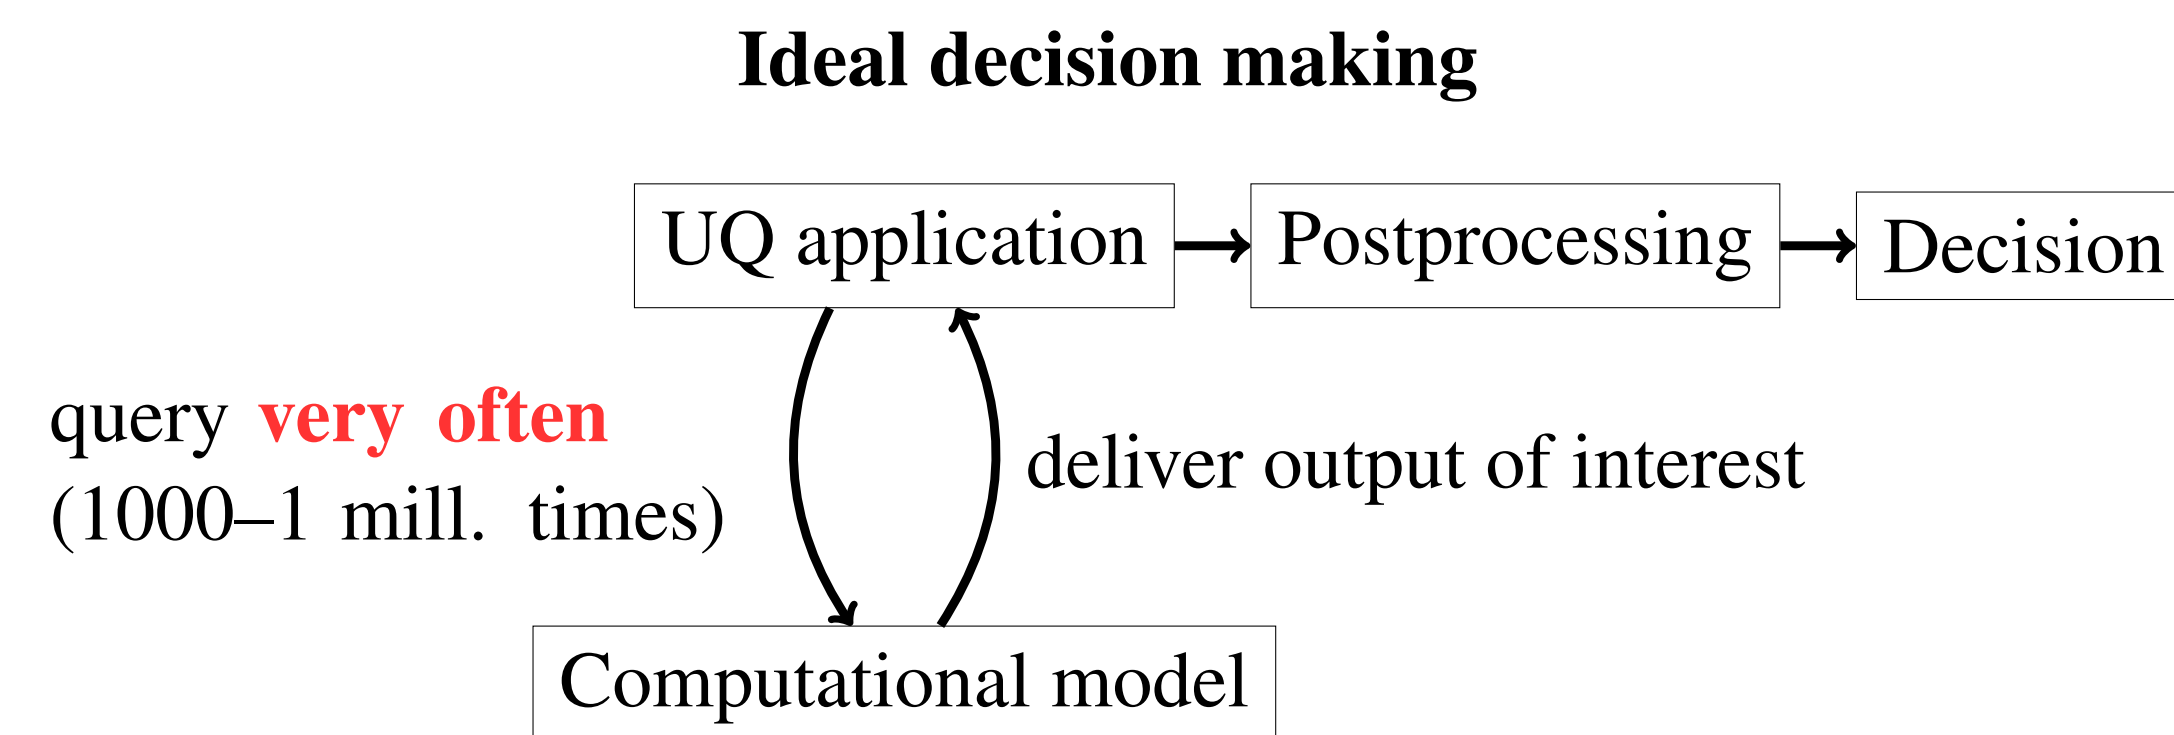 Ideal decision making
UQ application
Postprocessing
Decision
query very often
(1000–1 mill. times)
deliver output of interest
Computational model